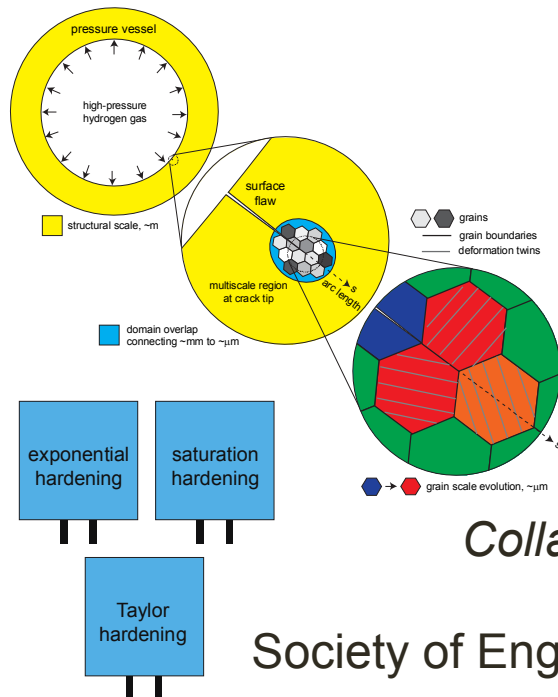 pressure vessel
high-pressure
hydrogen gas
structural scale, ~m
surface
flaw
multiscale region
at crack tip
s
arc length
domain overlap
connecting ~mm to ~μm
grains
grain boundaries
deformation twins
s
grain scale evolution, ~μm
exponential
hardening
saturation
hardening
Taylor
hardening
Colla
Society of Eng